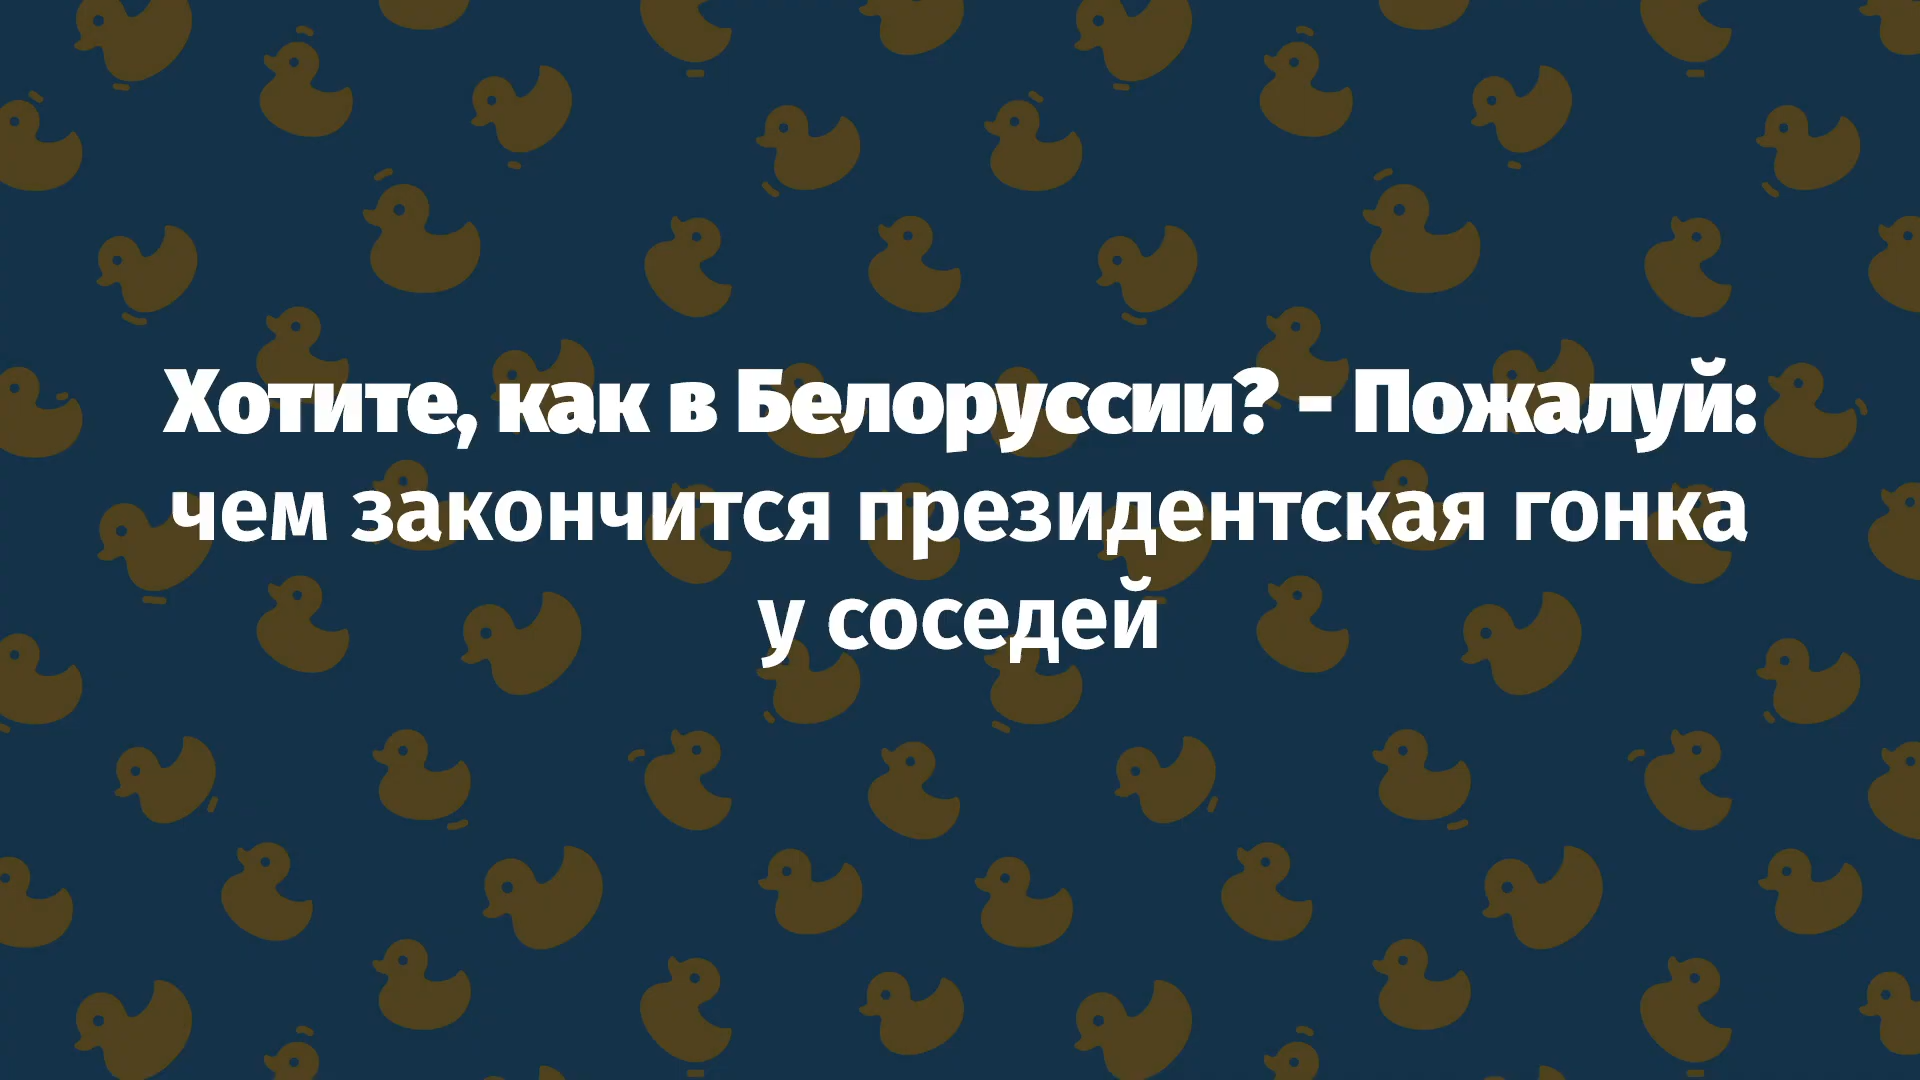 Хотите, как в Белоруссии? - Пожалуй:
чем закончится президентская гонка
у соседей